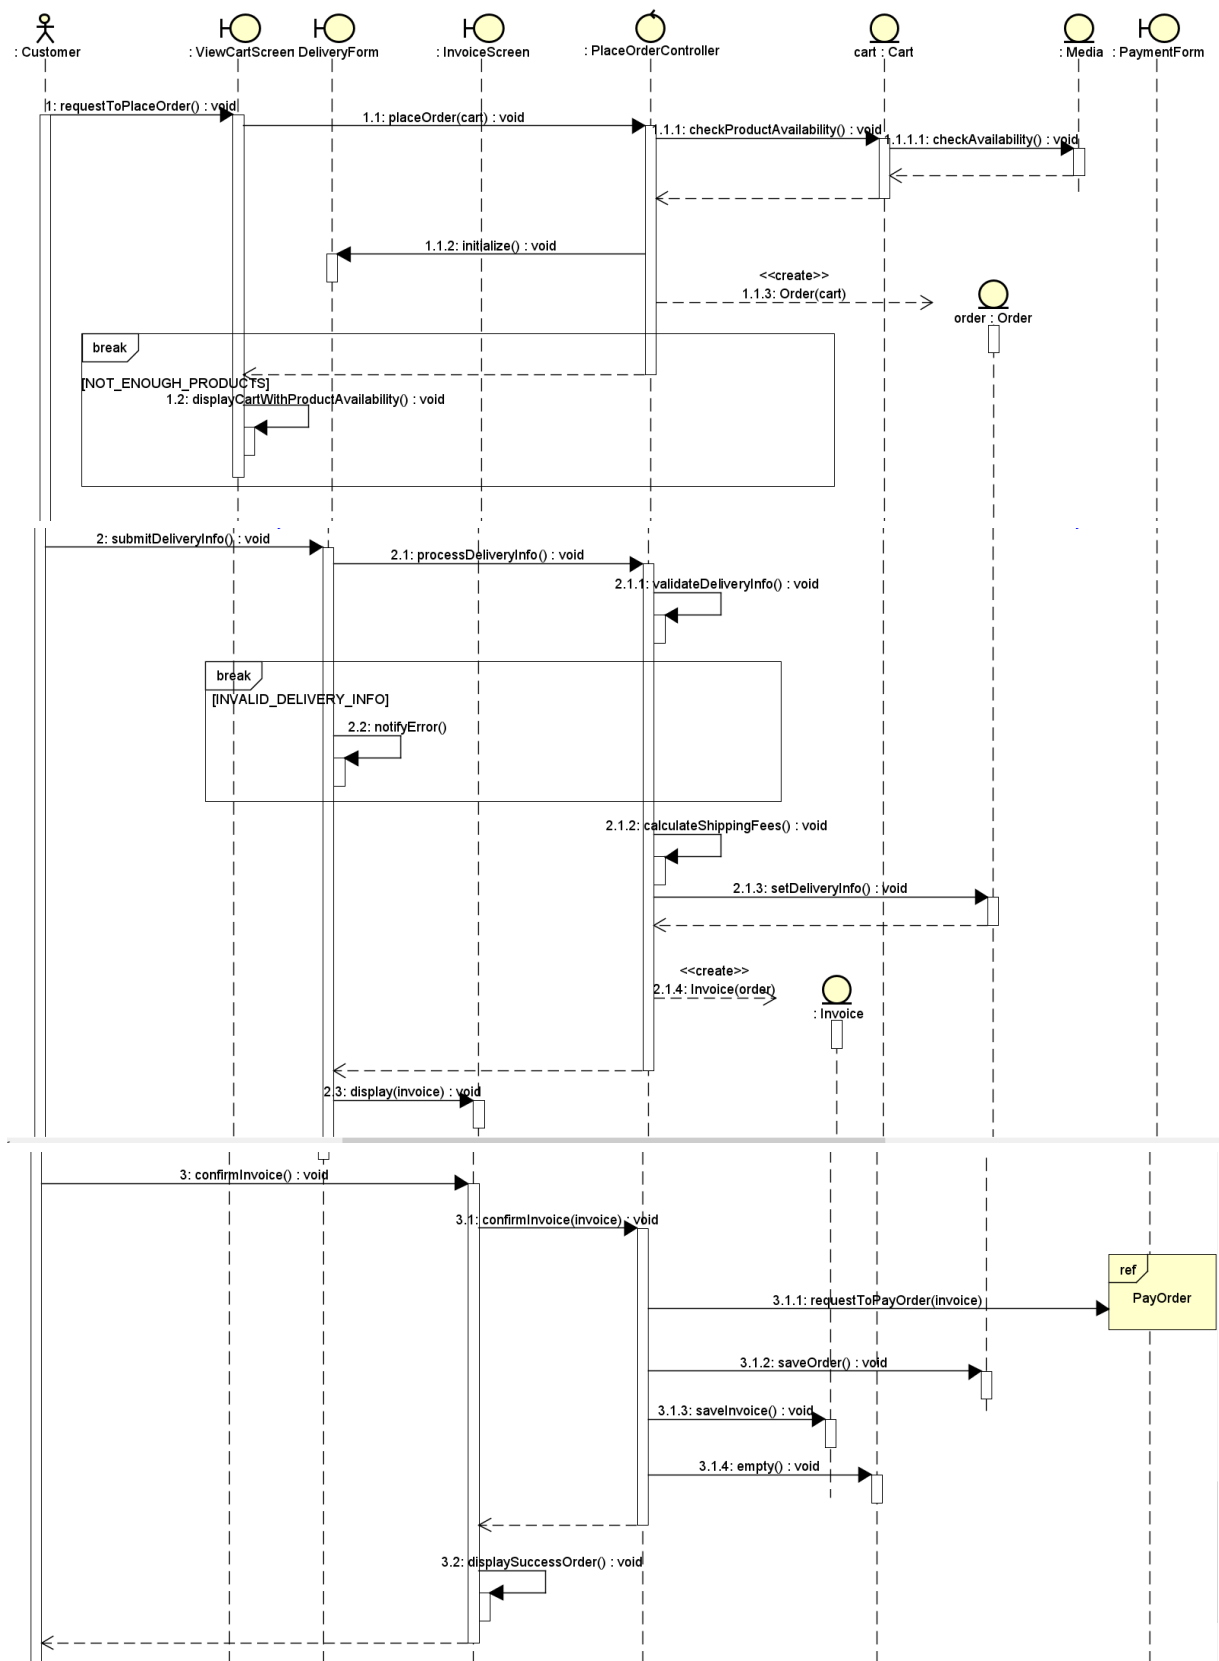 : Customer
: ViewCartScreen
DeliveryForm
: InvoiceScreen
: PlaceOrderController
cart : Cart
: Media
: PaymentForm
1: requestToPlaceOrder() : void
1.1: placeOrder(cart) : void
1.1.1: checkProductAvailability() : void
1.1.1.1: checkAvailability() : void
1.1.2: initialize() : void
<<create>>
1.1.3: Order(cart)
order : Order
break
[NOT_ENOUGH_PRODUCTS]
1.2: displayCartWithProductAvailability() : void
2: submitDeliveryInfo() : void
2.1: processDeliveryInfo() : void
2.1.1: validateDeliveryInfo() : void
break
[INVALID_DELIVERY_INFO]
2.2: notifyError()
2.1.2: calculateShippingFees() : void
2.1.3: setDeliveryInfo() : void
<<create>>
2.1.4: Invoice(order)
: Invoice
2.3: display(invoice) : void
3: confirmInvoice() : void
3.1: confirmInvoice(invoice) : void
ref
PayOrder
3.1.1: requestToPayOrder(invoice)
3.1.2: saveOrder() : void
3.1.3: saveInvoice() : void
3.1.4: empty() : void
3.2: displaySuccessOrder() : void